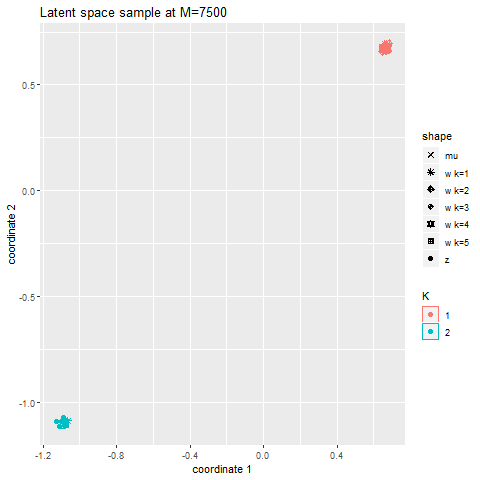 Latent space sample at M=7500
0.5
0.0
-0.5
-1.0
coordinate 2
-1.2
-0.8
-0.4
0.0
0.4
coordinate 1
shape
mu
w k=1
w k=2
w k=3
w k=4
w k=5
z
K
1
2